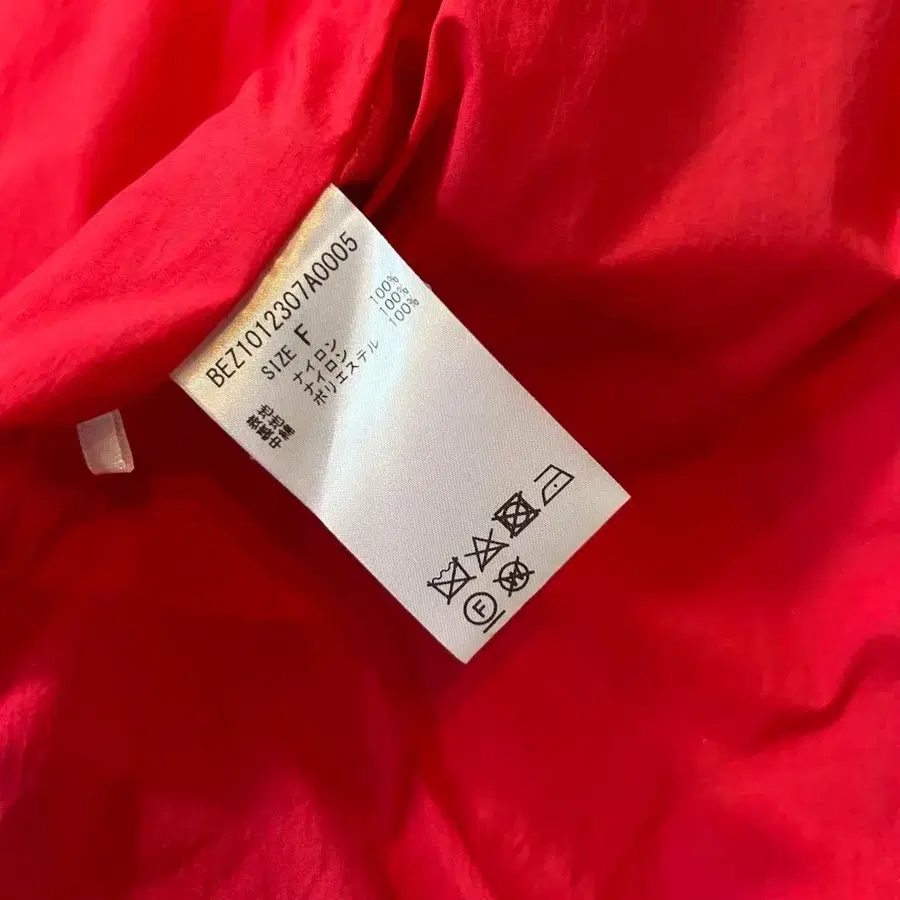 BEZ1012307A0005
SIZE F
表地 ナイロン 100%
裏地 ナイロン 100%
中綿 ポリエステル 100%
F
W